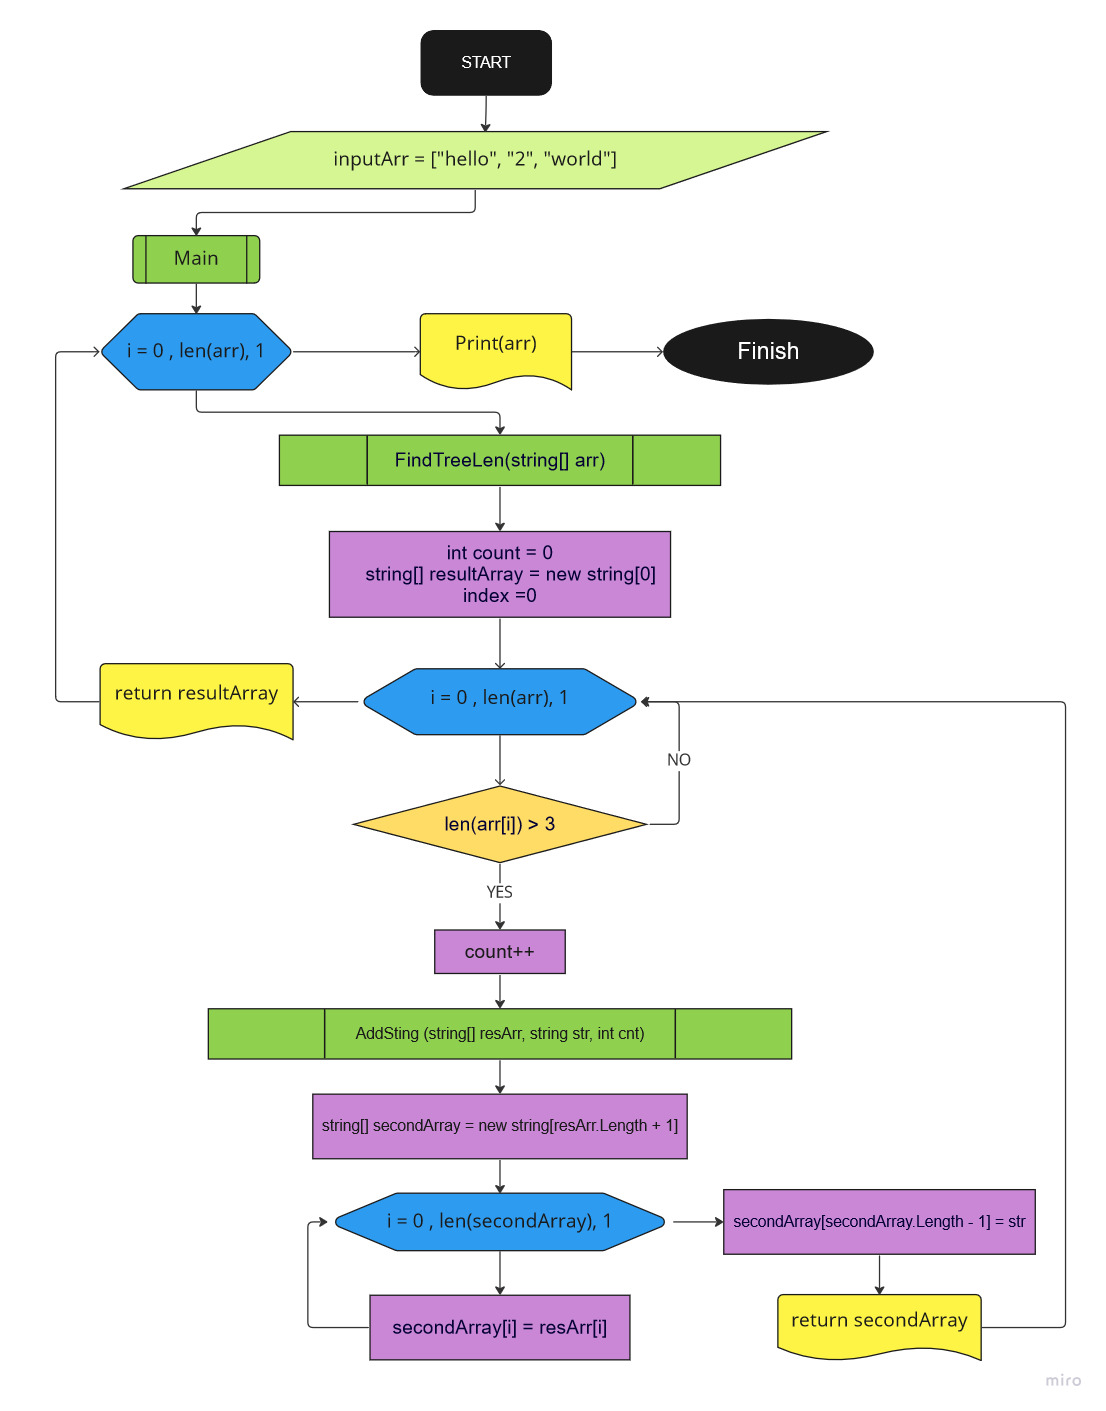 START
inputArr = ["hello", "2", "world"]
Main
i = 0 , len(arr), 1
Print(arr)
Finish
FindTreeLen(string[] arr)
int count = 0
string[] resultArray = new string[0]
index =0
return resultArray
i = 0 , len(arr), 1
NO
len(arr[i]) > 3
YES
count++
AddSting (string[] resArr, string str, int cnt)
string[] secondArray = new string[resArr.Length + 1]
i = 0 , len(secondArray), 1
secondArray[secondArray.Length - 1] = str
secondArray[i] = resArr[i]
return secondArray
miro